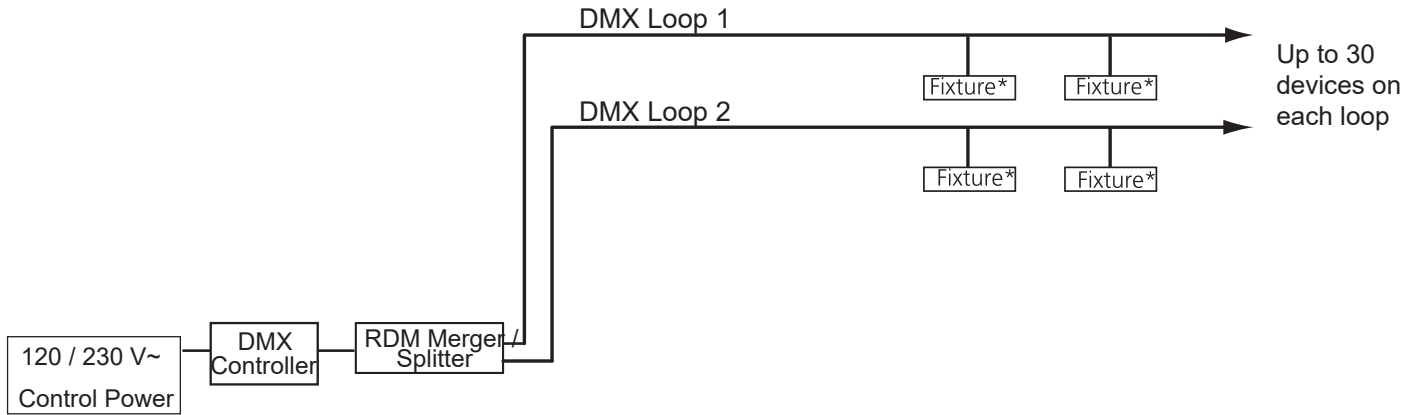 DMX Loop 1
Fixture*
Fixture*
Up to 30
devices on
each loop
DMX Loop 2
Fixture*
Fixture*
120 / 230 V~
Control Power
DMX
Controller
RDM Merger /
Splitter